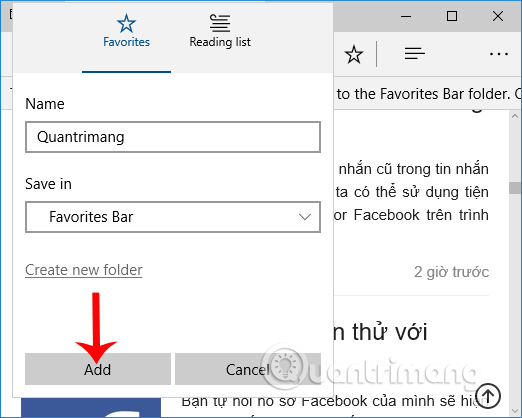 Favorites
Reading list
Name
Quantrimang
Save in
Favorites Bar
Create new folder
Add
Cancel
to the Favorites Bar folder.
nhắn cũ trong tin nhắn
ta có thể sử dụng tiện
or Facebook trên trình
2 giờ trước
n thử với
Quantrimang
Bạn tự hỏi hồ sơ Facebook của mình sẽ